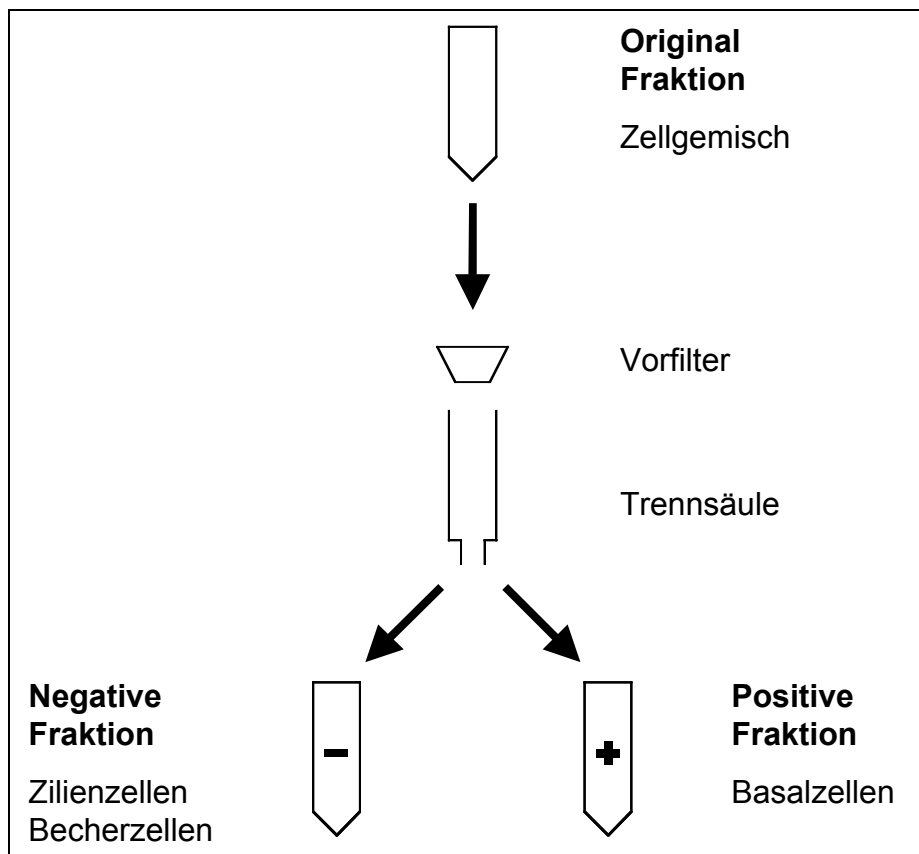 Original
Fraktion
Zellgemisch
Vorfilter
Trennsäule
Negative
Fraktion
Zilienzellen
Becherzellen
Positive
Fraktion
Basalzellen